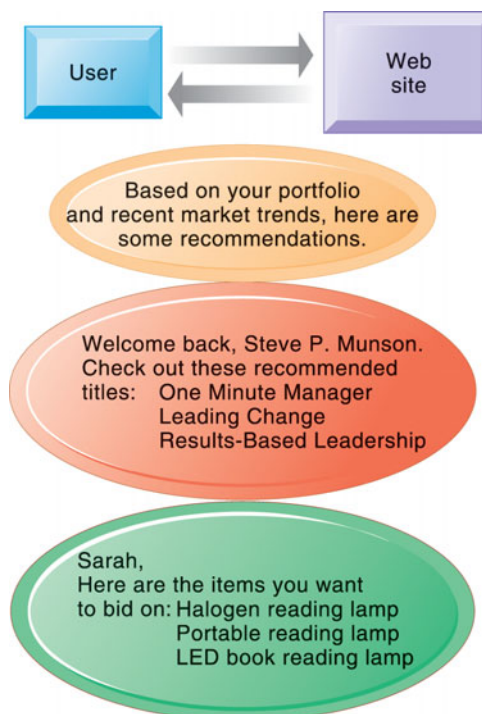 User
Web
site
Based on your portfolio
and recent market trends, here are
some recommendations.
Welcome back, Steve P. Munson.
Check out these recommended
titles: One Minute Manager
Leading Change
Results-Based Leadership
Sarah,
Here are the items you want
to bid on: Halogen reading lamp
Portable reading lamp
LED book reading lamp